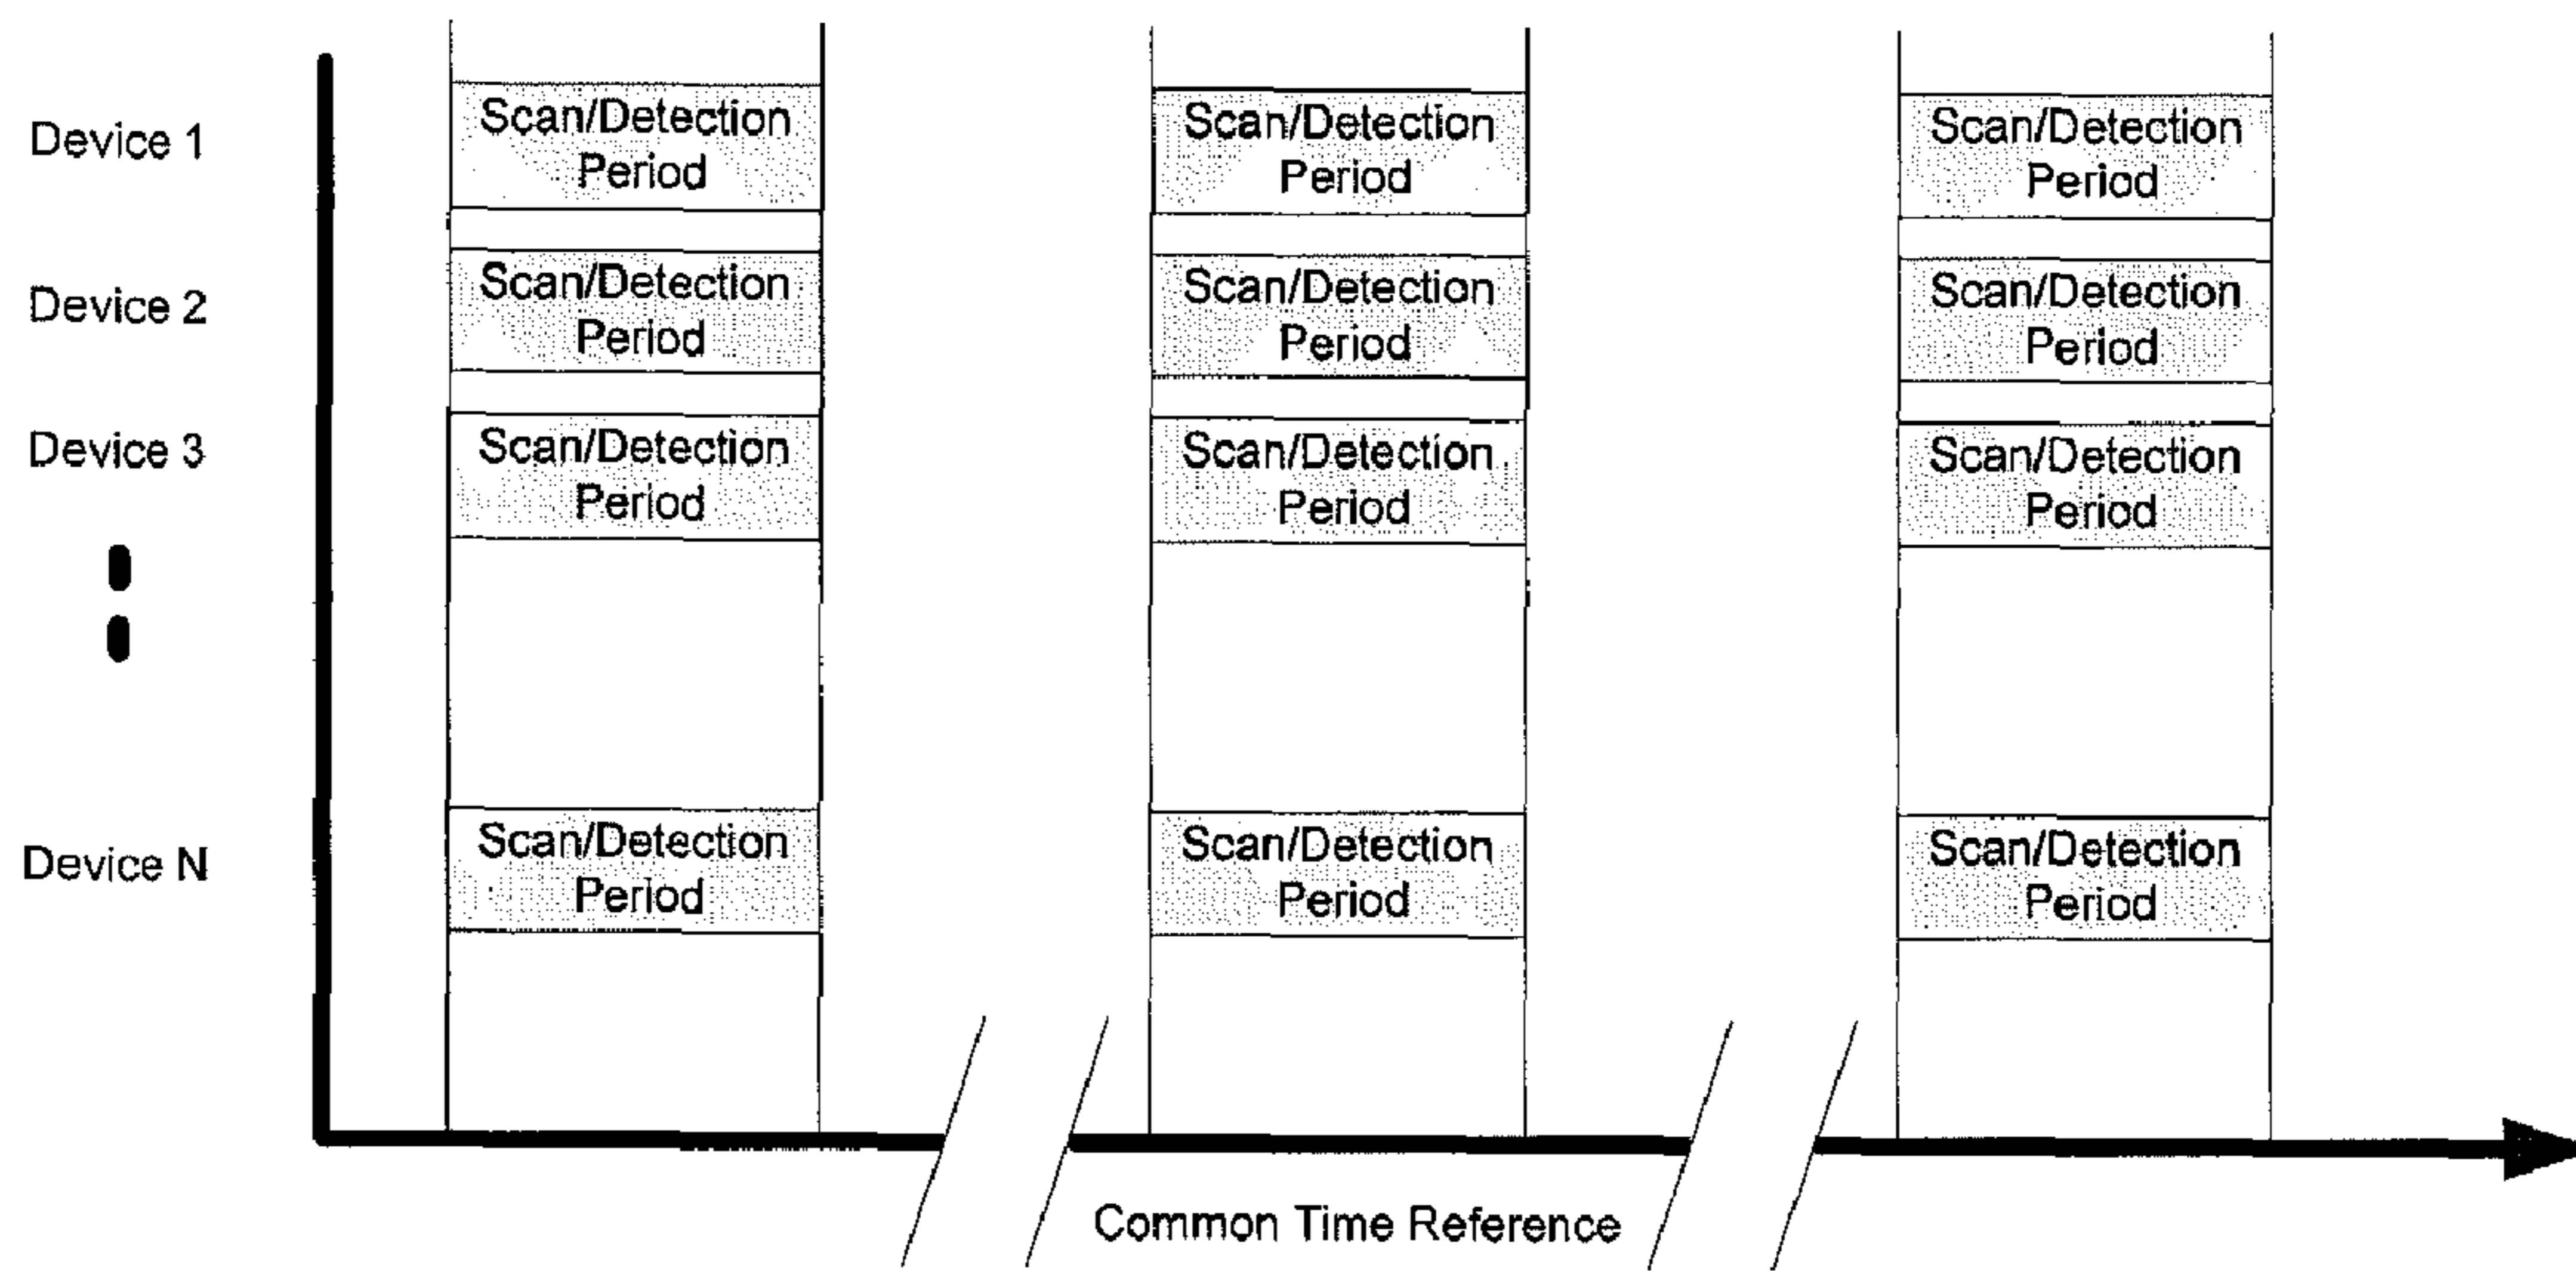 Device 1
Scan/Detection
Period
Scan/Detection
Period
Scan/Detection
Period
Device 2
Scan/Detection
Period
Scan/Detection
Period
Scan/Detection
Period
Device 3
Scan/Detection
Period
Scan/Detection
Period
Scan/Detection
Period
Device N
Scan/Detection
Period
Scan/Detection
Period
Scan/Detection
Period
Common Time Reference